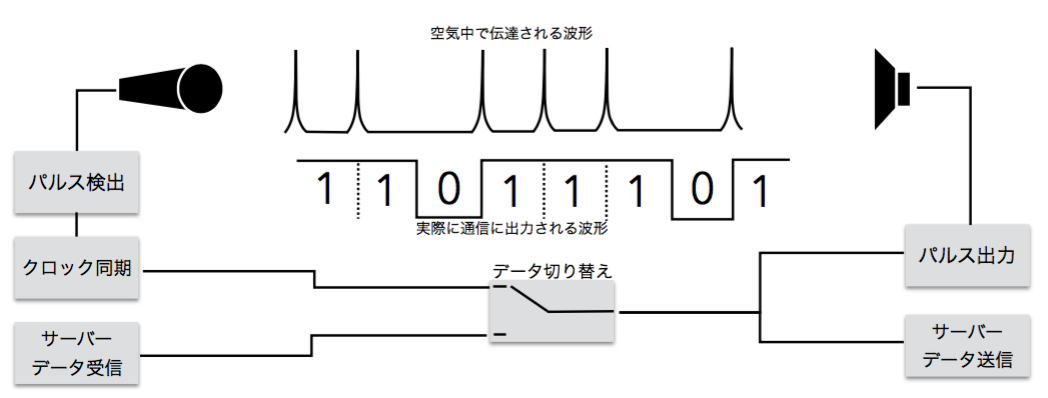 空気中で伝達される波形
1 1 0 1 1 1 0 1
実際に通信に出力される波形
パルス検出
クロック同期
サーバー
データ受信
データ切り替え
パルス出力
サーバー
データ送信